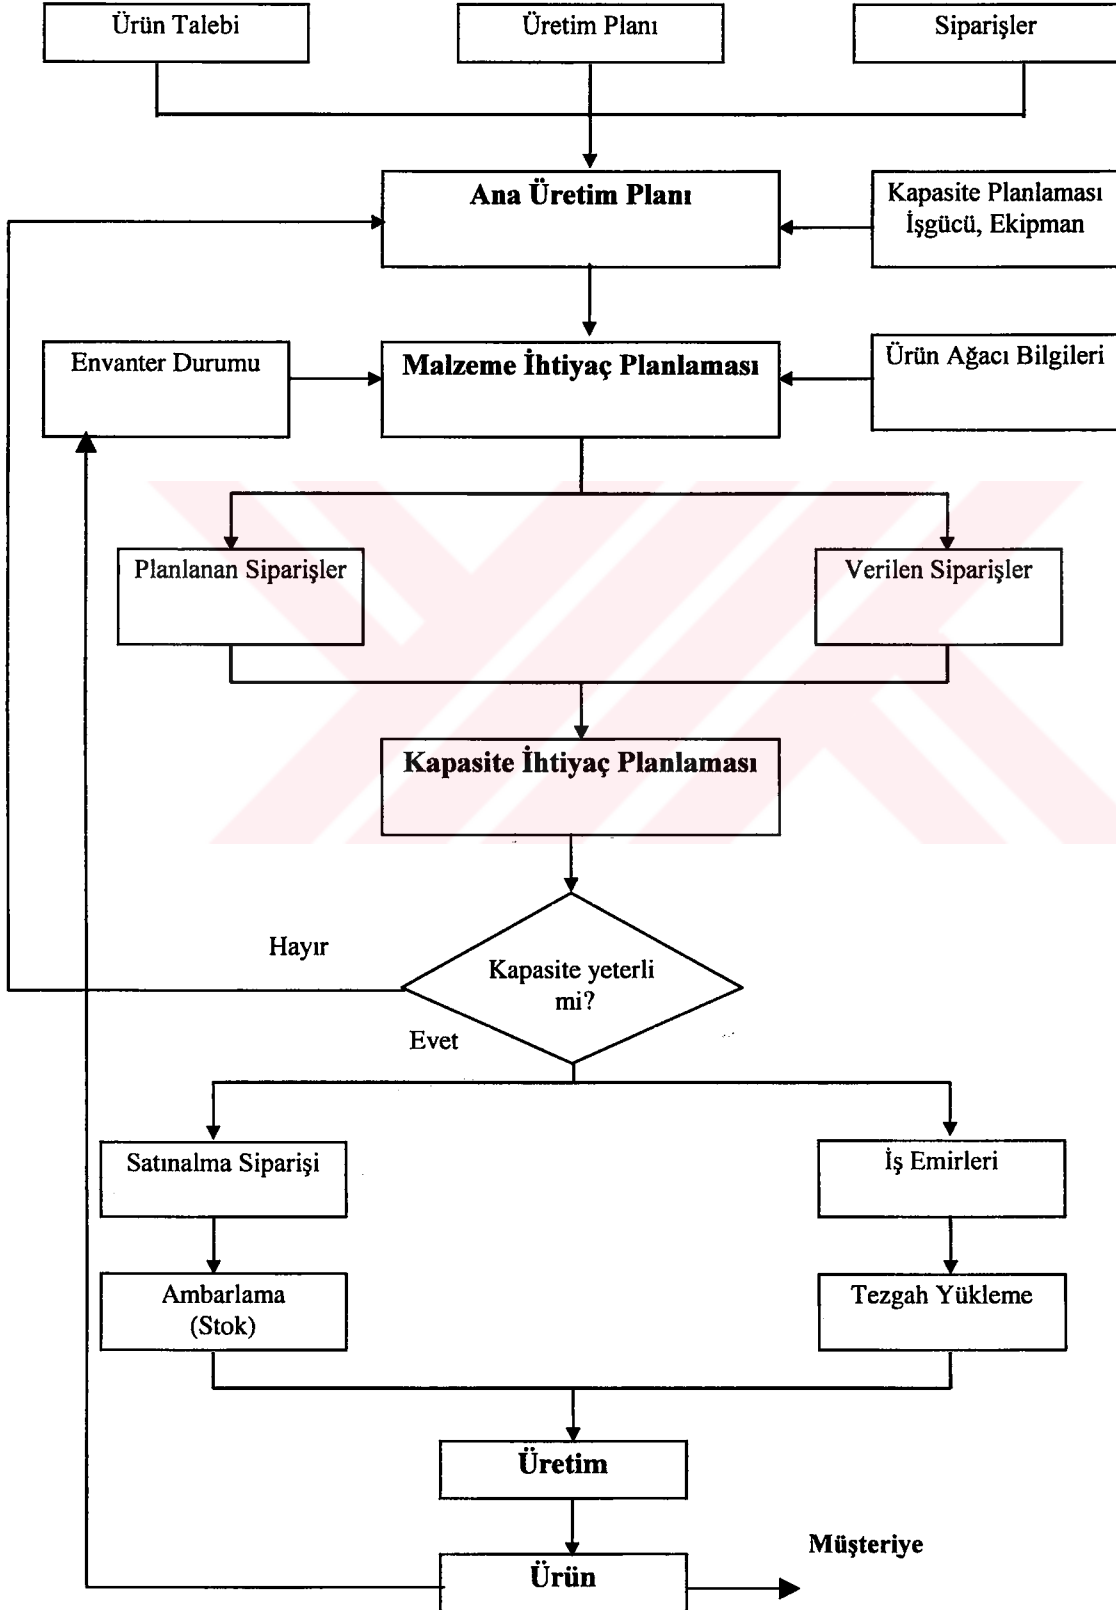 Ürün Talebi
Üretim Planı
Siparişler
Ana Üretim Planı
Kapasite Planlaması
İşgücü, Ekipman
Envanter Durumu
Malzeme İhtiyaç Planlaması
Ürün Ağacı Bilgileri
Planlanan Siparişler
Verilen Siparişler
Kapasite İhtiyaç Planlaması
Hayır
Kapasite yeterli
mi?
Evet
Satınalma Siparişi
İş Emirleri
Ambarlama
(Stok)
Tezgah Yükleme
Üretim
Müşteriye
Ürün